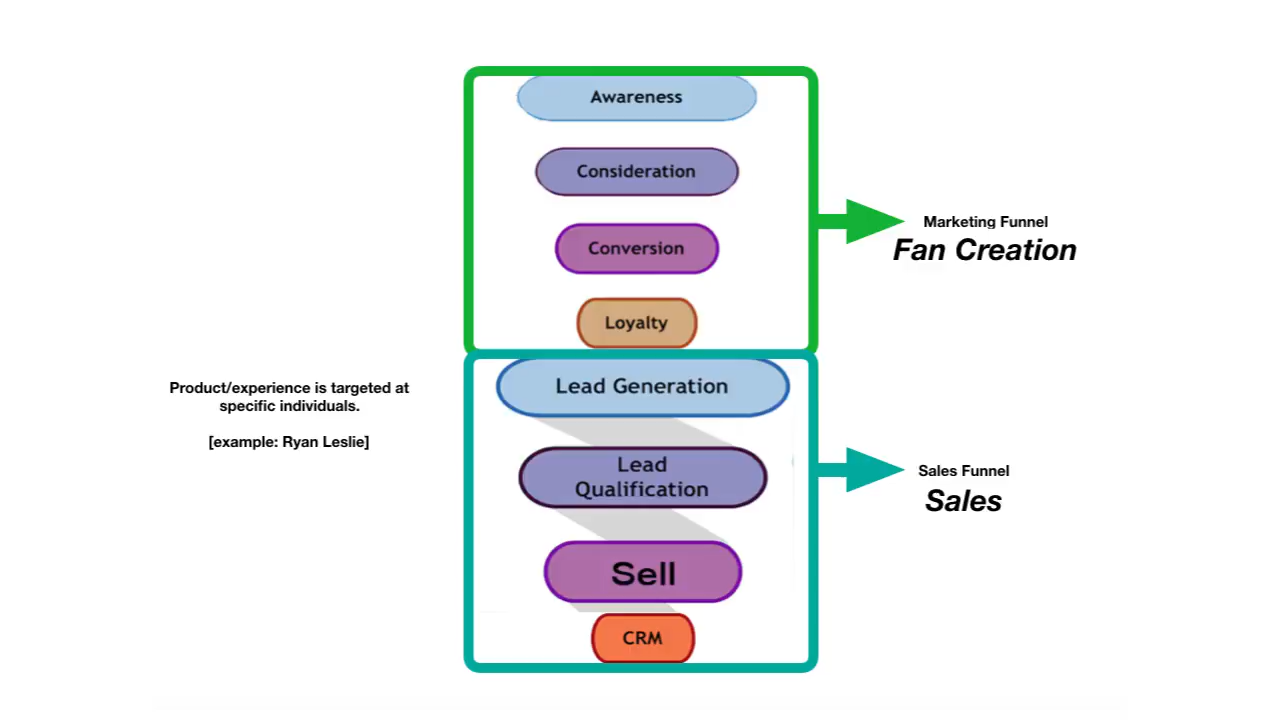 Awareness
Consideration
Conversion
Loyalty
Marketing Funnel
Fan Creation
Product/experience is targeted at
specific individuals.
[example: Ryan Leslie]
Lead Generation
Lead
Qualification
Sell
CRM
Sales Funnel
Sales